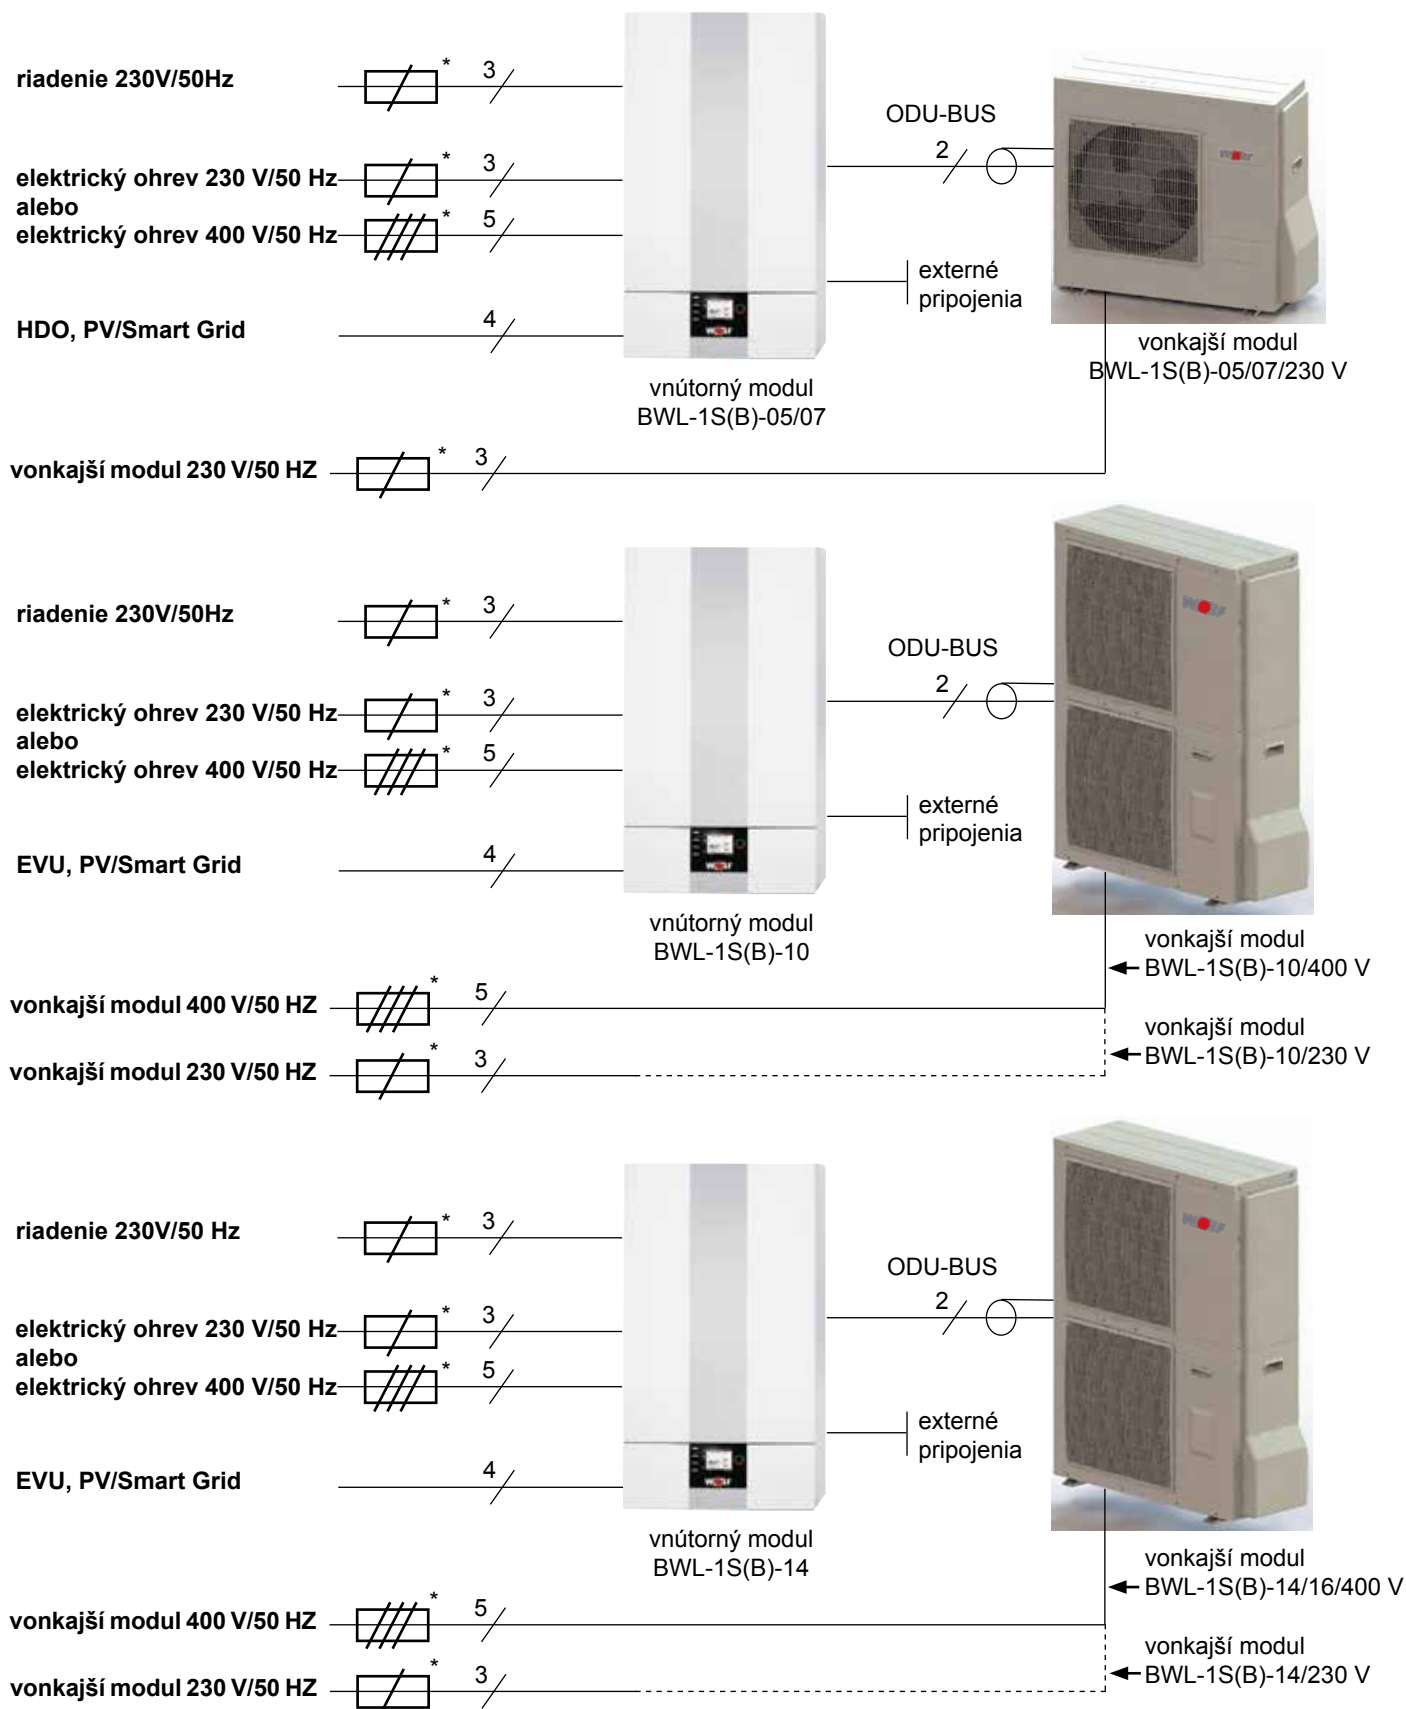 riadenie 230V/50Hz
* 3
elektrický ohrev 230 V/50 Hz
* 3
alebo
elektrický ohrev 400 V/50 Hz
* 5
HDO, PV/Smart Grid
4
ODU-BUS
2
WOLF
externé
pripojenia
WOLF
vnútorný modul
BWL-1S(B)-05/07
vonkajší modul
BWL-1S(B)-05/07/230 V
vonkajší modul 230 V/50 HZ
* 3
riadenie 230V/50Hz
* 3
elektrický ohrev 230 V/50 Hz
* 3
alebo
elektrický ohrev 400 V/50 Hz
* 5
EVU, PV/Smart Grid
4
ODU-BUS
2
WOLF
externé
pripojenia
WOLF
vnútorný modul
BWL-1S(B)-10
vonkajší modul
BWL-1S(B)-10/400 V
vonkajší modul 400 V/50 HZ
* 5
vonkajší modul
BWL-1S(B)-10/230 V
vonkajší modul 230 V/50 HZ
* 3
riadenie 230V/50 Hz
* 3
elektrický ohrev 230 V/50 Hz
* 3
alebo
elektrický ohrev 400 V/50 Hz
* 5
EVU, PV/Smart Grid
4
ODU-BUS
2
WOLF
externé
pripojenia
WOLF
vnútorný modul
BWL-1S(B)-14
vonkajší modul
BWL-1S(B)-14/16/400 V
vonkajší modul 400 V/50 HZ
* 5
vonkajší modul
BWL-1S(B)-14/230 V
vonkajší modul 230 V/50 HZ
* 3